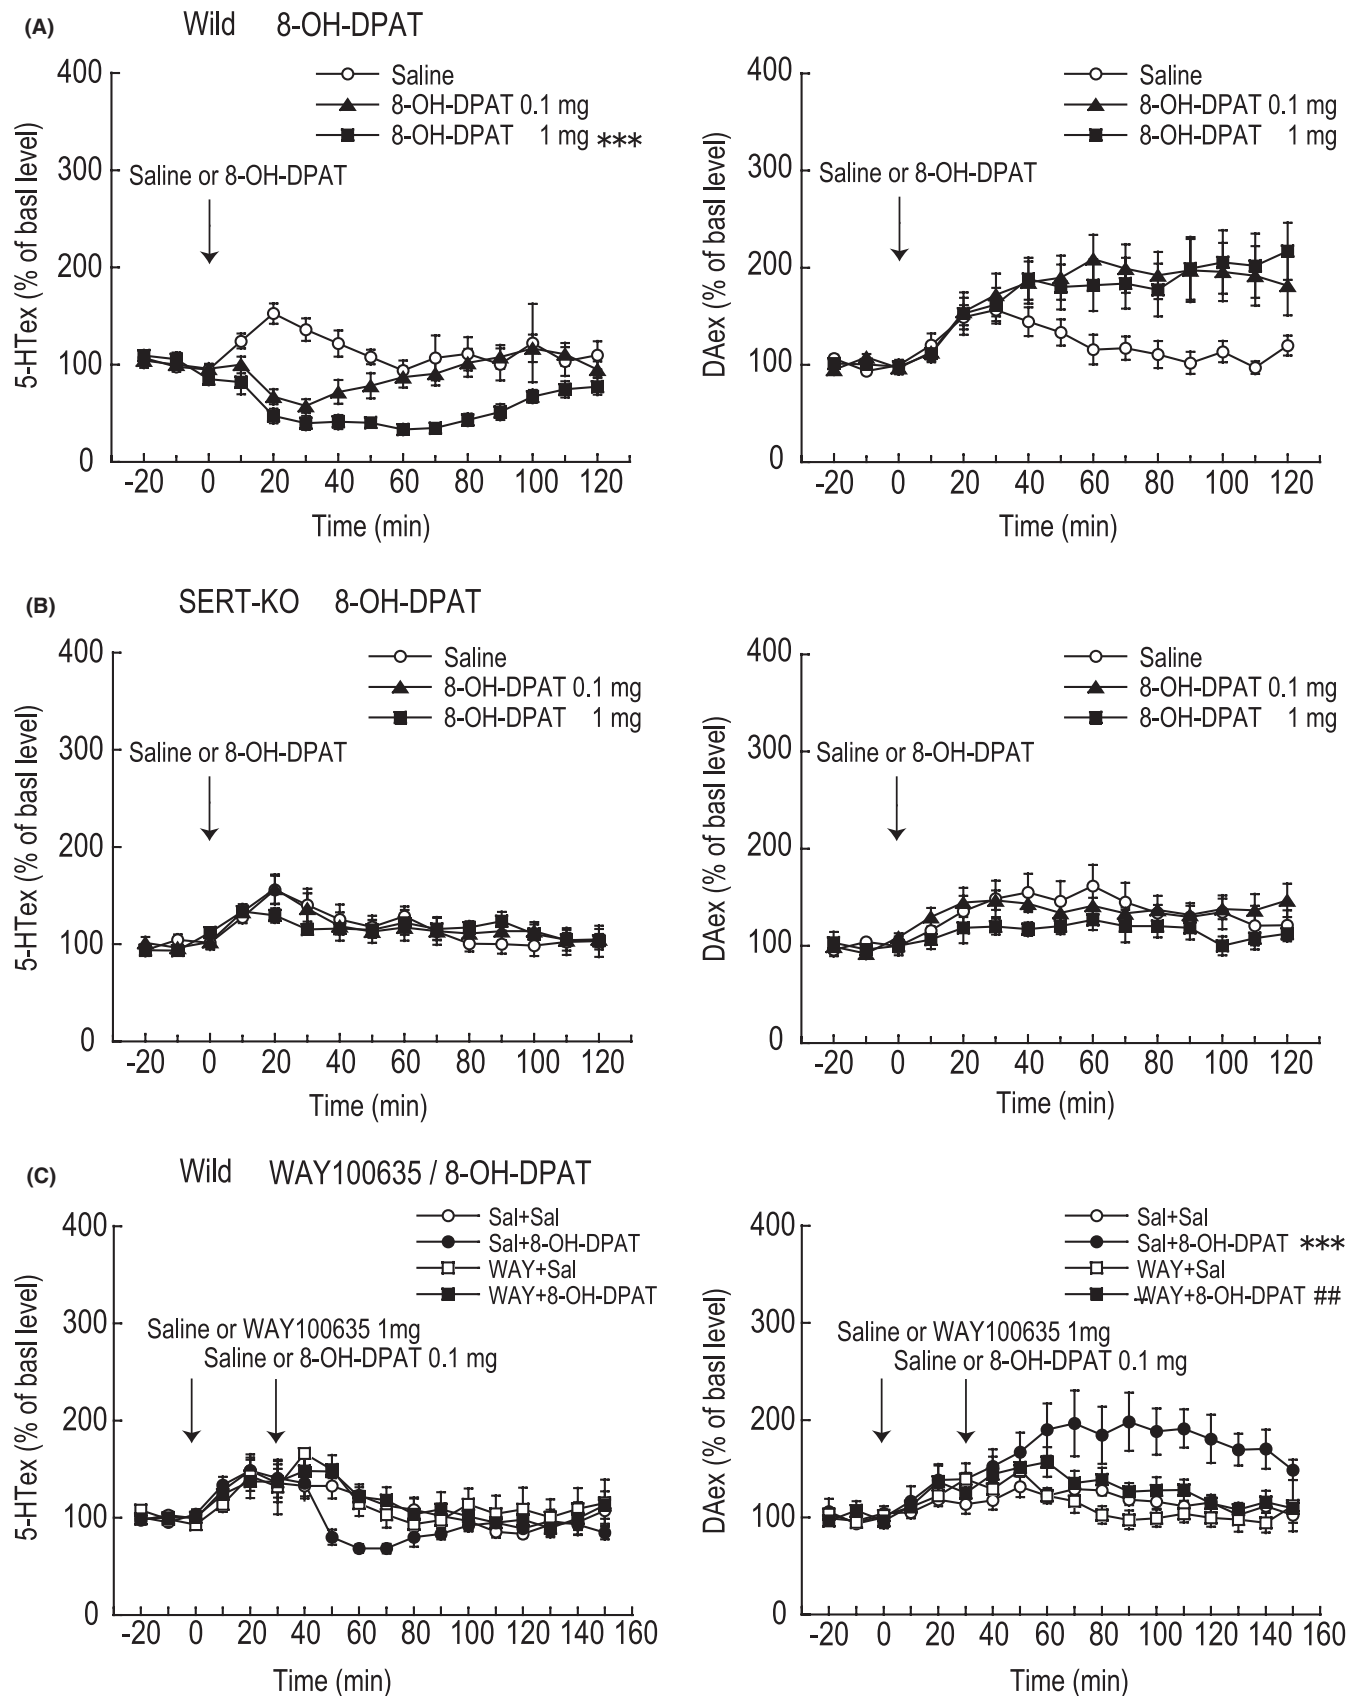 (A) Wild 8-OH-DPAT
400
300
200
100
0
5-HTex (% of basl level)
Saline
8-OH-DPAT 0.1 mg
8-OH-DPAT 1 mg ***
Saline or 8-OH-DPAT
-20 0 20 40 60 80 100 120
Time (min)
400
300
200
100
0
DAex (% of basl level)
Saline
8-OH-DPAT 0.1 mg
8-OH-DPAT 1 mg
Saline or 8-OH-DPAT
-20 0 20 40 60 80 100 120
Time (min)
(B) SERT-KO 8-OH-DPAT
400
300
200
100
0
5-HTex (% of basl level)
Saline
8-OH-DPAT 0.1 mg
8-OH-DPAT 1 mg
Saline or 8-OH-DPAT
-20 0 20 40 60 80 100 120
Time (min)
400
300
200
100
0
DAex (% of basl level)
Saline
8-OH-DPAT 0.1 mg
8-OH-DPAT 1 mg
Saline or 8-OH-DPAT
-20 0 20 40 60 80 100 120
Time (min)
(C) Wild WAY100635 / 8-OH-DPAT
400
300
200
100
0
5-HTex (% of basl level)
Sal+Sal
Sal+8-OH-DPAT
WAY+Sal
WAY+8-OH-DPAT
Saline or WAY100635 1mg
Saline or 8-OH-DPAT 0.1 mg
-20 0 20 40 60 80 100 120 140 160
Time (min)
400
300
200
100
0
DAex (% of basl level)
Sal+Sal
Sal+8-OH-DPAT ***
WAY+Sal
WAY+8-OH-DPAT ##
Saline or WAY100635 1mg
Saline or 8-OH-DPAT 0.1 mg
-20 0 20 40 60 80 100 120 140 160
Time (min)